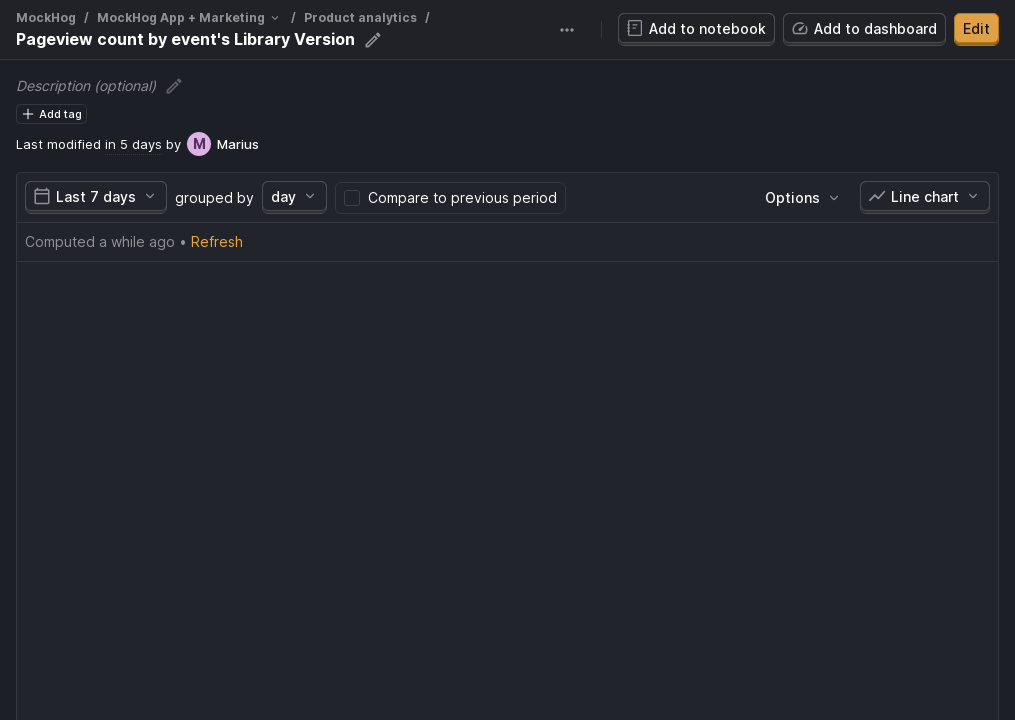 MockHog / MockHog App + Marketing / Product analytics /
Pageview count by event's Library Version
Add to notebook
Add to dashboard
Edit
Description (optional)
Add tag
Last modified in 5 days by M Marius
Last 7 days grouped by day Compare to previous period Options Line chart
Computed a while ago • Refresh